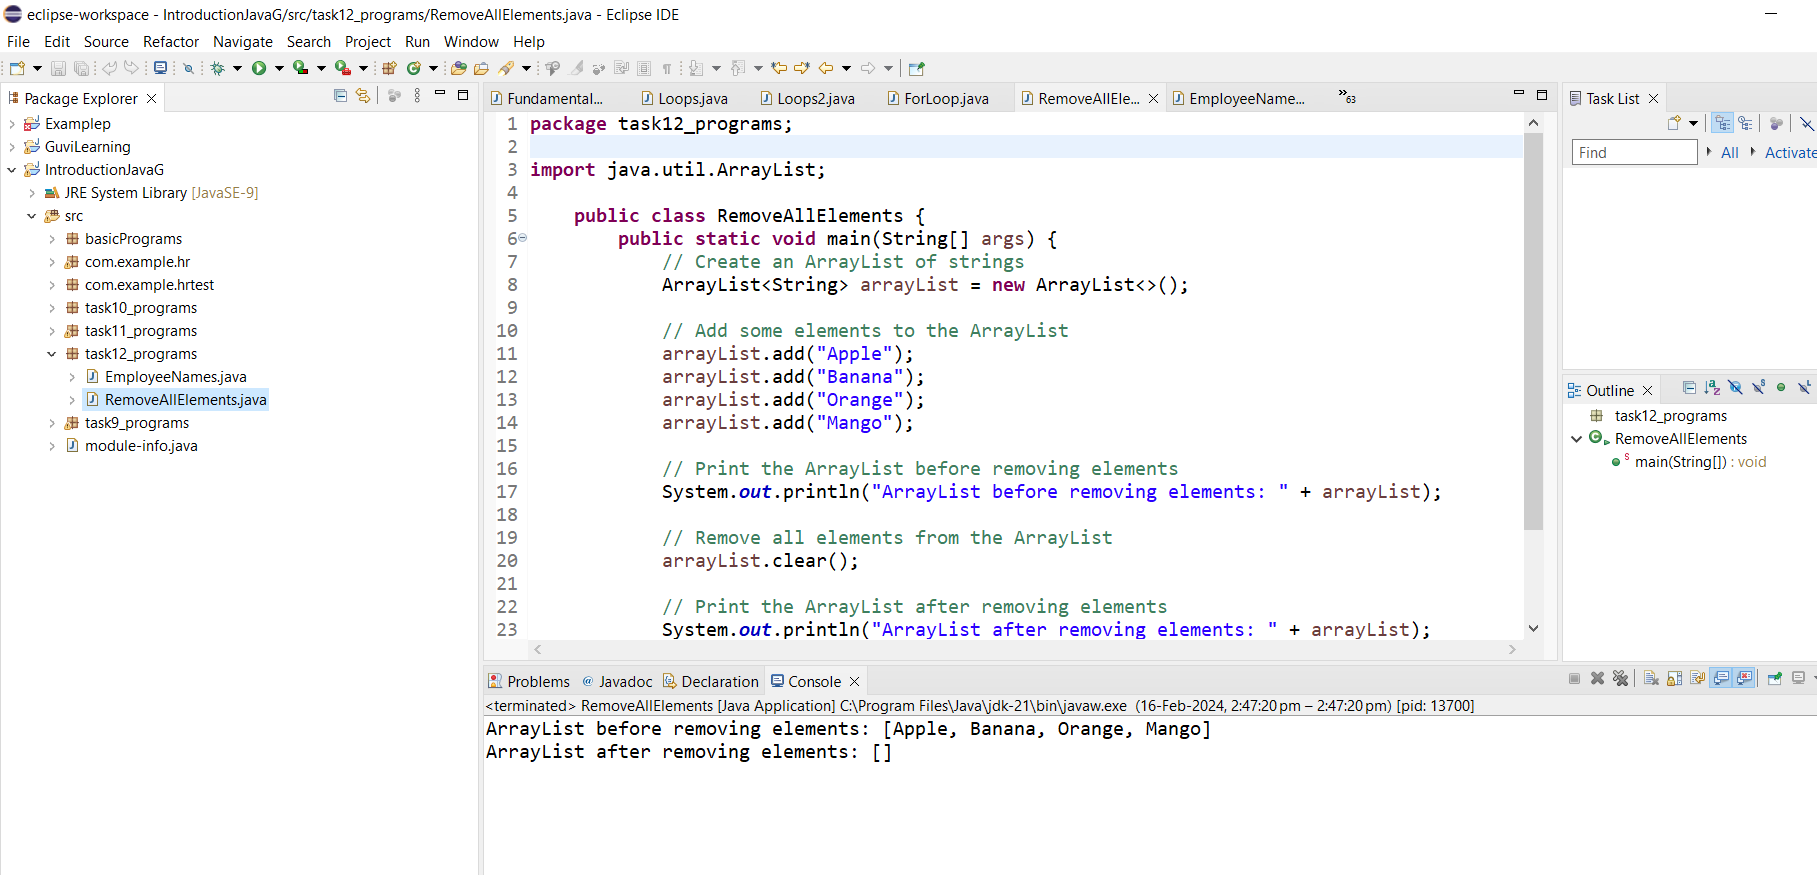 eclipse-workspace - IntroductionJavaG/src/task12_programs/RemoveAllElements.java - Eclipse IDE
File Edit Source Refactor Navigate Search Project Run Window Help
Package Explorer
Examplep
GuviLearning
IntroductionJavaG
JRE System Library [JavaSE-9]
src
basicPrograms
com.example.hr
com.example.hrtest
task10_programs
task11_programs
task12_programs
EmployeeNames.java
RemoveAllElements.java
task9_programs
module-info.java
Fundamental... Loops.java Loops2.java ForLoop.java RemoveAllEle... EmployeeName... »63
1 package task12_programs;
2
3 import java.util.ArrayList;
4
5 public class RemoveAllElements {
6 public static void main(String[] args) {
7 // Create an ArrayList of strings
8 ArrayList<String> arrayList = new ArrayList<>();
9
10 // Add some elements to the ArrayList
11 arrayList.add("Apple");
12 arrayList.add("Banana");
13 arrayList.add("Orange");
14 arrayList.add("Mango");
15
16 // Print the ArrayList before removing elements
17 System.out.println("ArrayList before removing elements: " + arrayList);
18
19 // Remove all elements from the ArrayList
20 arrayList.clear();
21
22 // Print the ArrayList after removing elements
23 System.out.println("ArrayList after removing elements: " + arrayList);
Task List
Find All Activate
Outline
task12_programs
RemoveAllElements
main(String[]) : void
Problems @ Javadoc Declaration Console
<terminated> RemoveAllElements [Java Application] C:\Program Files\Java\jdk-21\bin\javaw.exe (16-Feb-2024, 2:47:20 pm – 2:47:20 pm) [pid: 13700]
ArrayList before removing elements: [Apple, Banana, Orange, Mango]
ArrayList after removing elements: []